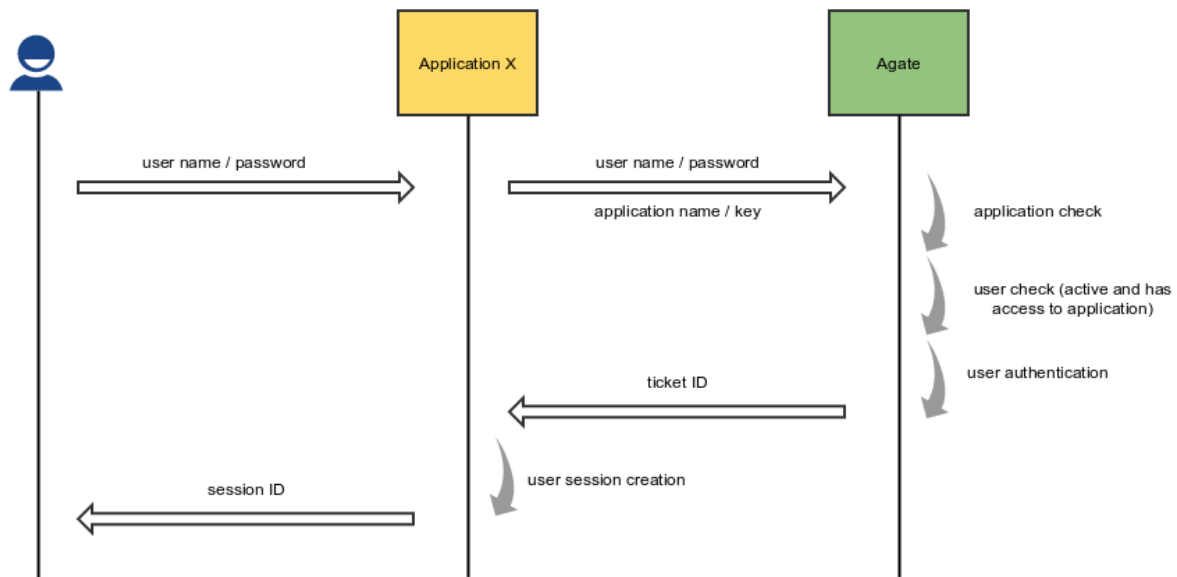 Application X
Agate
user name / password
user name / password
application name / key
application check
user check (active and has
access to application)
user authentication
ticket ID
user session creation
session ID